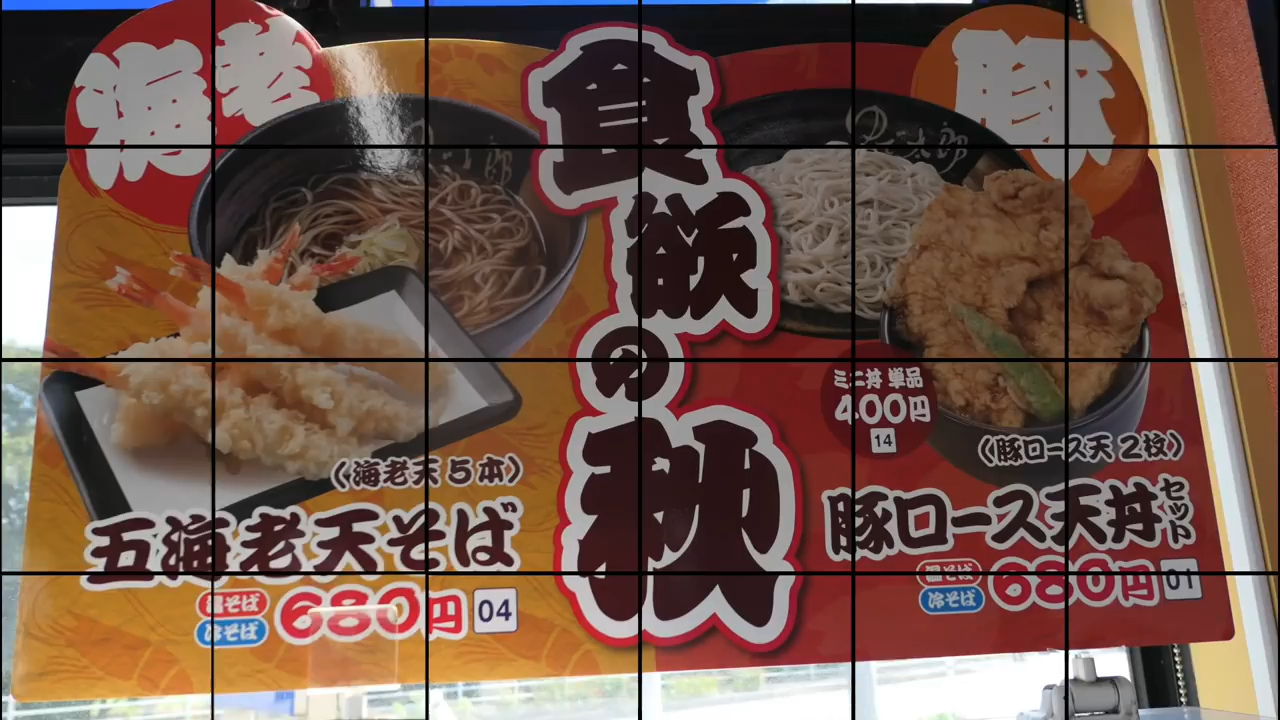 海老
食欲の秋
豚
太郎
〈海老天5本〉
五海老天そば
温そば
冷そば
680円
04
ミニ丼 単品
400円
14
〈豚ロース天2枚〉
豚ロース天丼セット
温そば
冷そば
680円
01